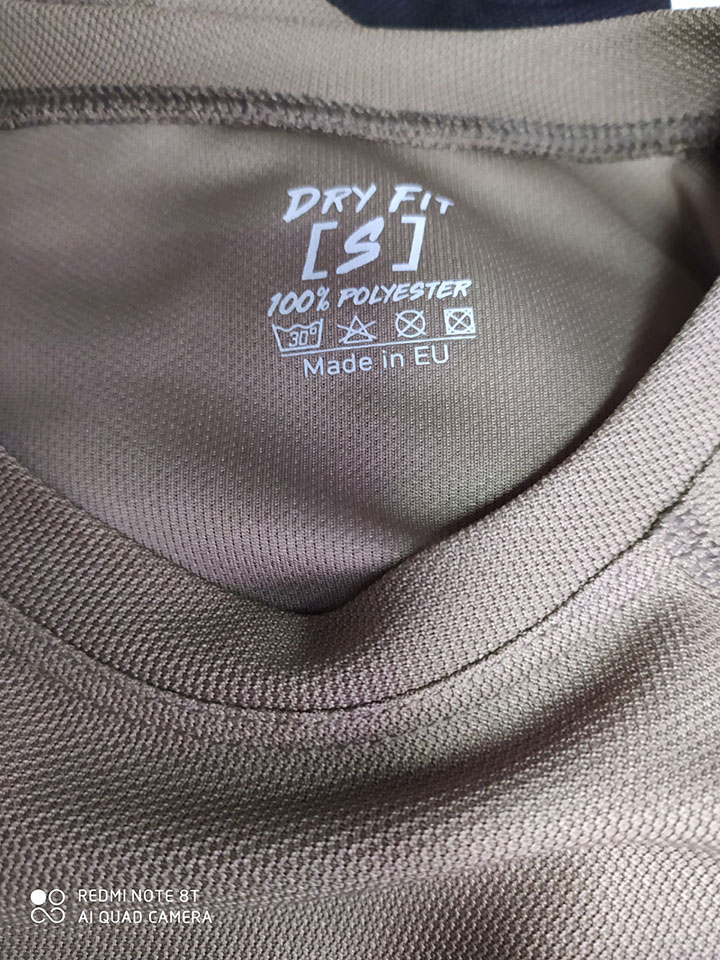 DRY FIT
[S]
100% POLYESTER
30°
Made in EU
REDMI NOTE 8T
AI QUAD CAMERA